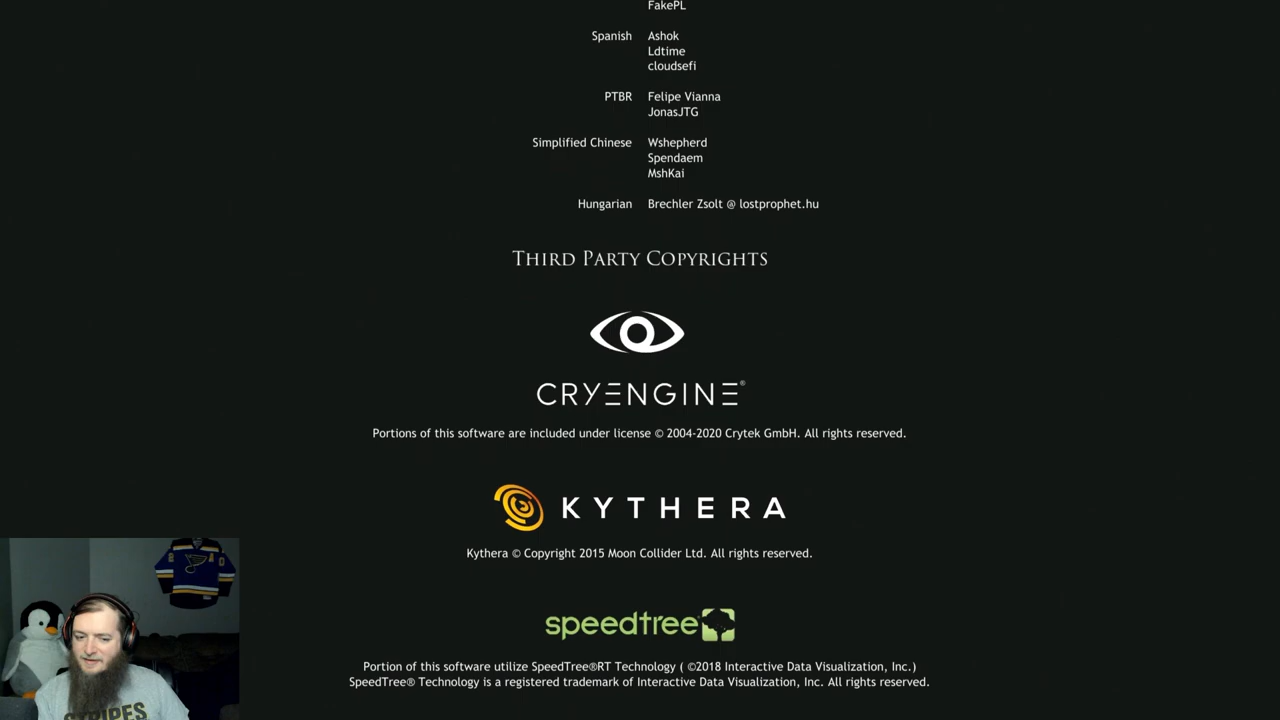 FakePL
Spanish Ashok
Ldtime
cloudsefi
PTBR Felipe Vianna
JonasJTG
Simplified Chinese Wshepherd
Spendaem
MshKai
Hungarian Brechler Zsolt @ lostprophet.hu
THIRD PARTY COPYRIGHTS
CRYENGINE®
Portions of this software are included under license © 2004-2020 Crytek GmbH. All rights reserved.
KYTHERA
Kythera © Copyright 2015 Moon Collider Ltd. All rights reserved.
speedtree
Portion of this software utilize SpeedTree®RT Technology ( ©2018 Interactive Data Visualization, Inc.)
SpeedTree® Technology is a registered trademark of Interactive Data Visualization, Inc. All rights reserved.
STRIPES